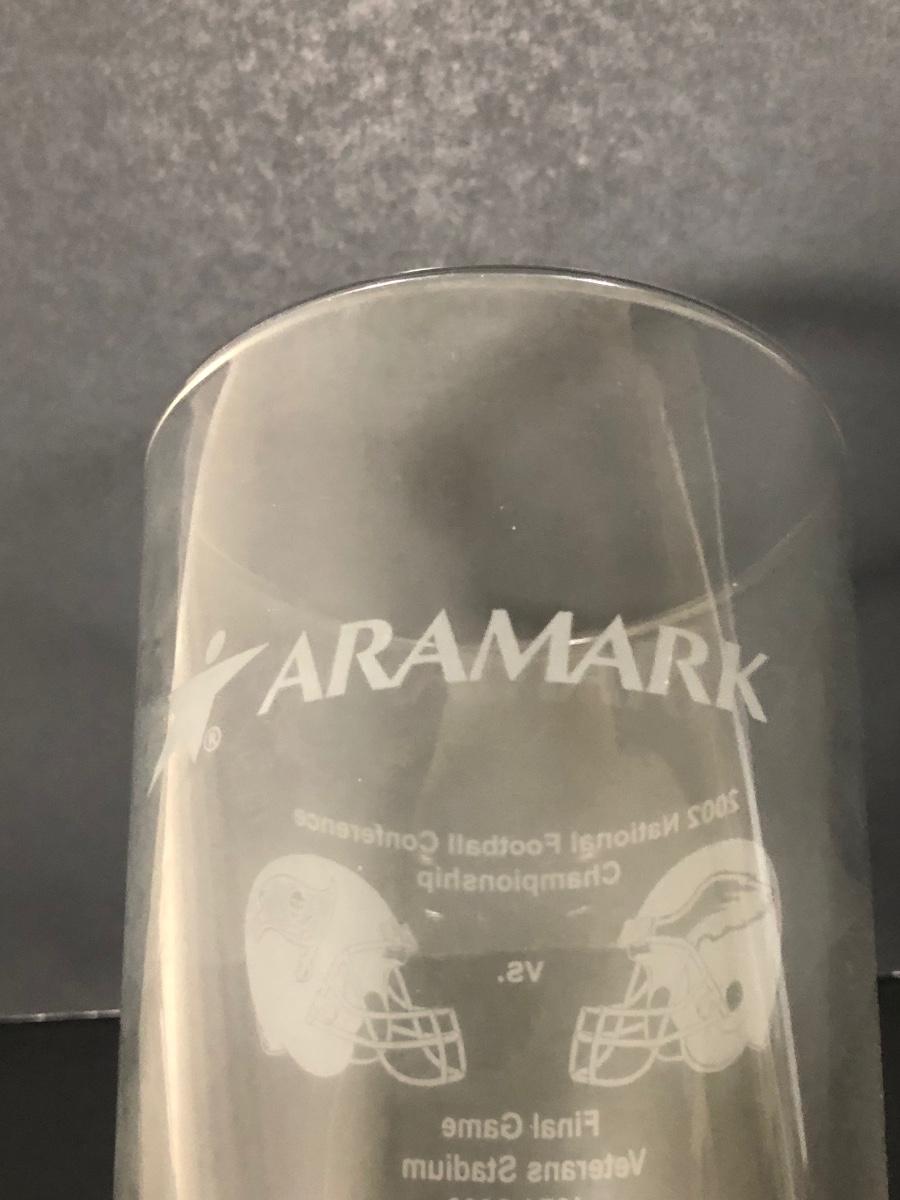 ARAMARK
®
2002 National Football Conference
Championship
vs.
Final Game
Veterans Stadium